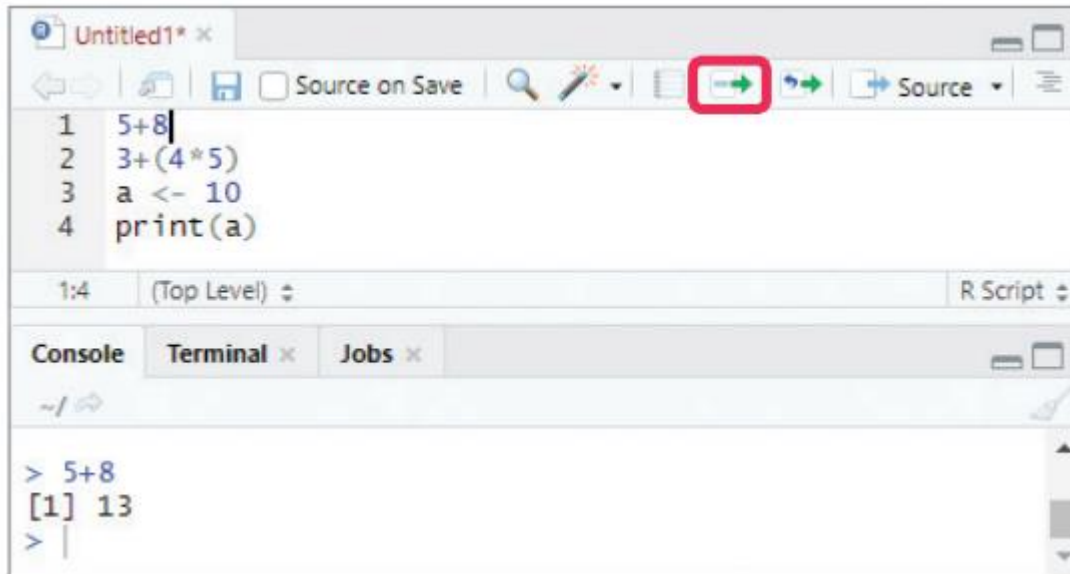 Untitled1*
Source on Save Source
1 5+8
2 3+(4*5)
3 a <- 10
4 print(a)
1:4 (Top Level) R Script
Console Terminal Jobs
~/
> 5+8
[1] 13
>